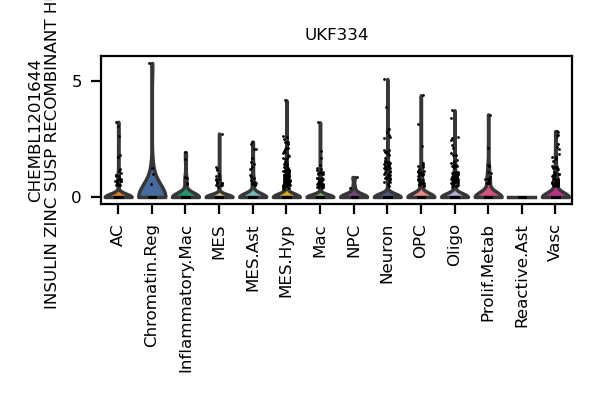 UKF334
CHEMBL1201644
INSULIN ZINC SUSP RECOMBINANT H
5
0
AC
Chromatin.Reg
Inflammatory.Mac
MES
MES.Ast
MES.Hyp
Mac
NPC
Neuron
OPC
Oligo
Prolif.Metab
Reactive.Ast
Vasc